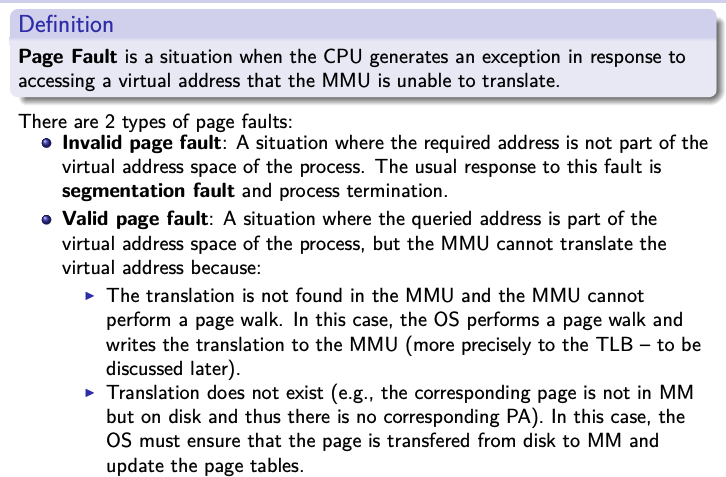 Definition
Page Fault is a situation when the CPU generates an exception in response to
accessing a virtual address that the MMU is unable to translate.
There are 2 types of page faults:
Invalid page fault: A situation where the required address is not part of the
virtual address space of the process. The usual response to this fault is
segmentation fault and process termination.
Valid page fault: A situation where the queried address is part of the
virtual address space of the process, but the MMU cannot translate the
virtual address because:
The translation is not found in the MMU and the MMU cannot
perform a page walk. In this case, the OS performs a page walk and
writes the translation to the MMU (more precisely to the TLB – to be
discussed later).
Translation does not exist (e.g., the corresponding page is not in MM
but on disk and thus there is no corresponding PA). In this case, the
OS must ensure that the page is transfered from disk to MM and
update the page tables.